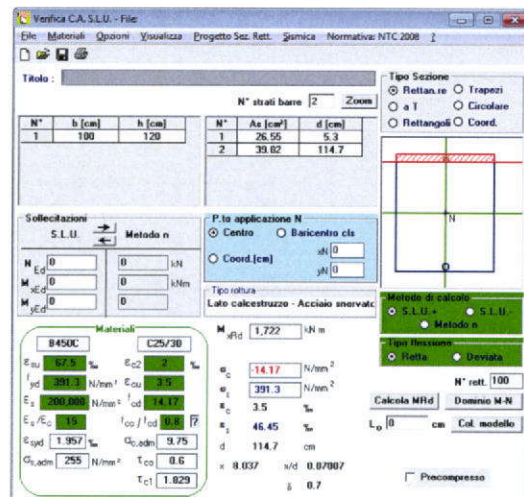 Verifica C.A. S.L.U. - File:
File Materiali Opzioni Visualizza Progetto Sez. Rett. Sismica Normativa: NTC 2008 ?
Titolo :
N° strati barre 2 Zoom
Tipo Sezione
Rettan.re Trapezi
a T Circolare
Rettangoli Coord.
N° b [cm] h [cm]
1 100 120
N° As [cm²] d [cm]
1 26.55 5.3
2 39.82 114.7
N
Sollecitazioni
S.L.U. Metodo n
N Ed 0 0 kN
M xEd 0 0 kNm
M yEd 0 0
P.to applicazione N
Centro Baricentro cls
Coord.[cm] xN 0
yN 0
Tipo rottura
Lato calcestruzzo - Acciaio snervato
Metodo di calcolo
S.L.U.+ S.L.U.-
Metodo n
Tipo flessione
Retta Deviata
N° rett. 100
Calcola MRd Dominio M-N
L₀ 0 cm Col. modello
Precompresso
Materiali
B450C C25/30
εsu 67.5 ‰ εc2 2 ‰
fyd 391.3 N/mm² εcu 3.5
Es 200,000 N/mm² fcd 14.17
Es/Ec 15 fcc/fcd 0.8 ?
εsyd 1.957 ‰ σc,adm 9.75
σs,adm 255 N/mm² τco 0.6
τc1 1.829
M xRd 1,722 kN m
σc -14.17 N/mm²
σs 391.3 N/mm²
εc 3.5 ‰
εs 46.45 ‰
d 114.7 cm
x 8.037 x/d 0.07007
δ 0.7